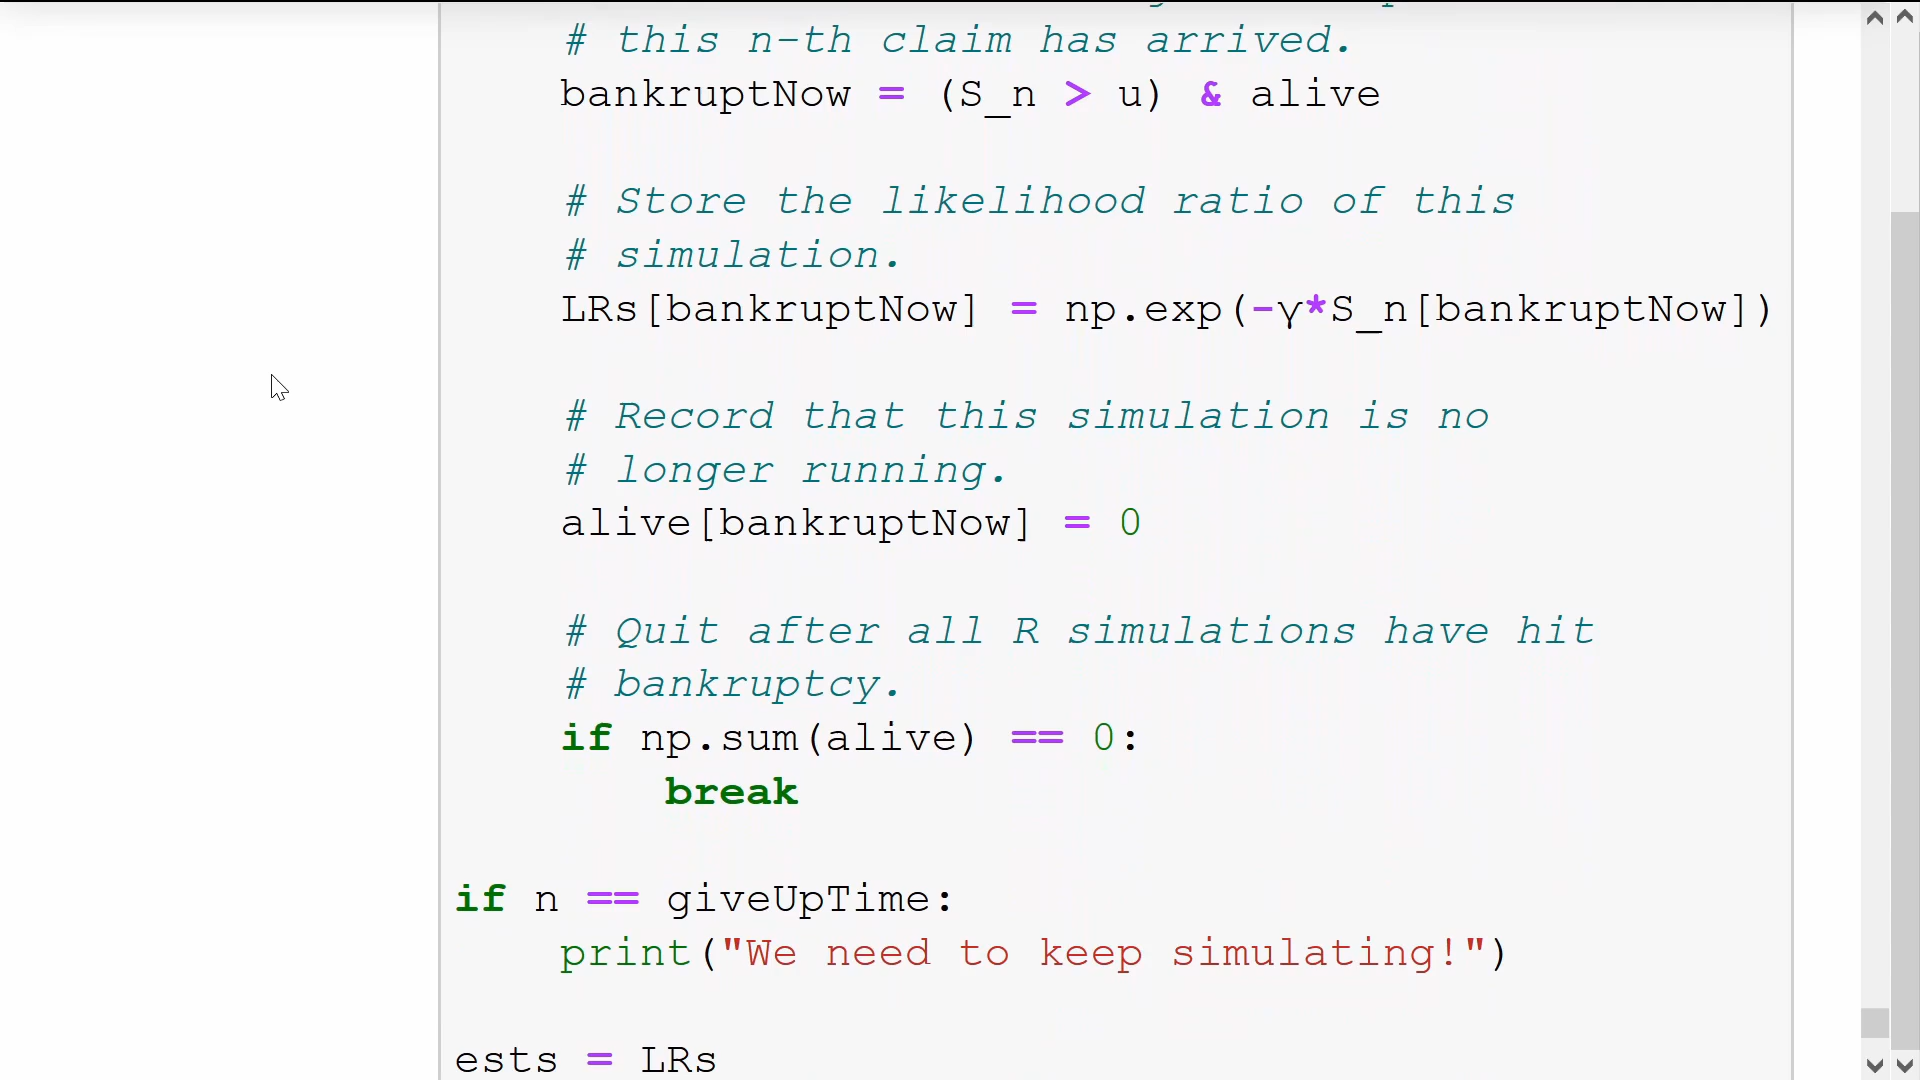 # this n-th claim has arrived.
bankruptNow = (S_n > u) & alive
# Store the likelihood ratio of this
# simulation.
LRs[bankruptNow] = np.exp(-γ*S_n[bankruptNow])
# Record that this simulation is no
# longer running.
alive[bankruptNow] = 0
# Quit after all R simulations have hit
# bankruptcy.
if np.sum(alive) == 0:
break
if n == giveUpTime:
print("We need to keep simulating!")
ests = LRs